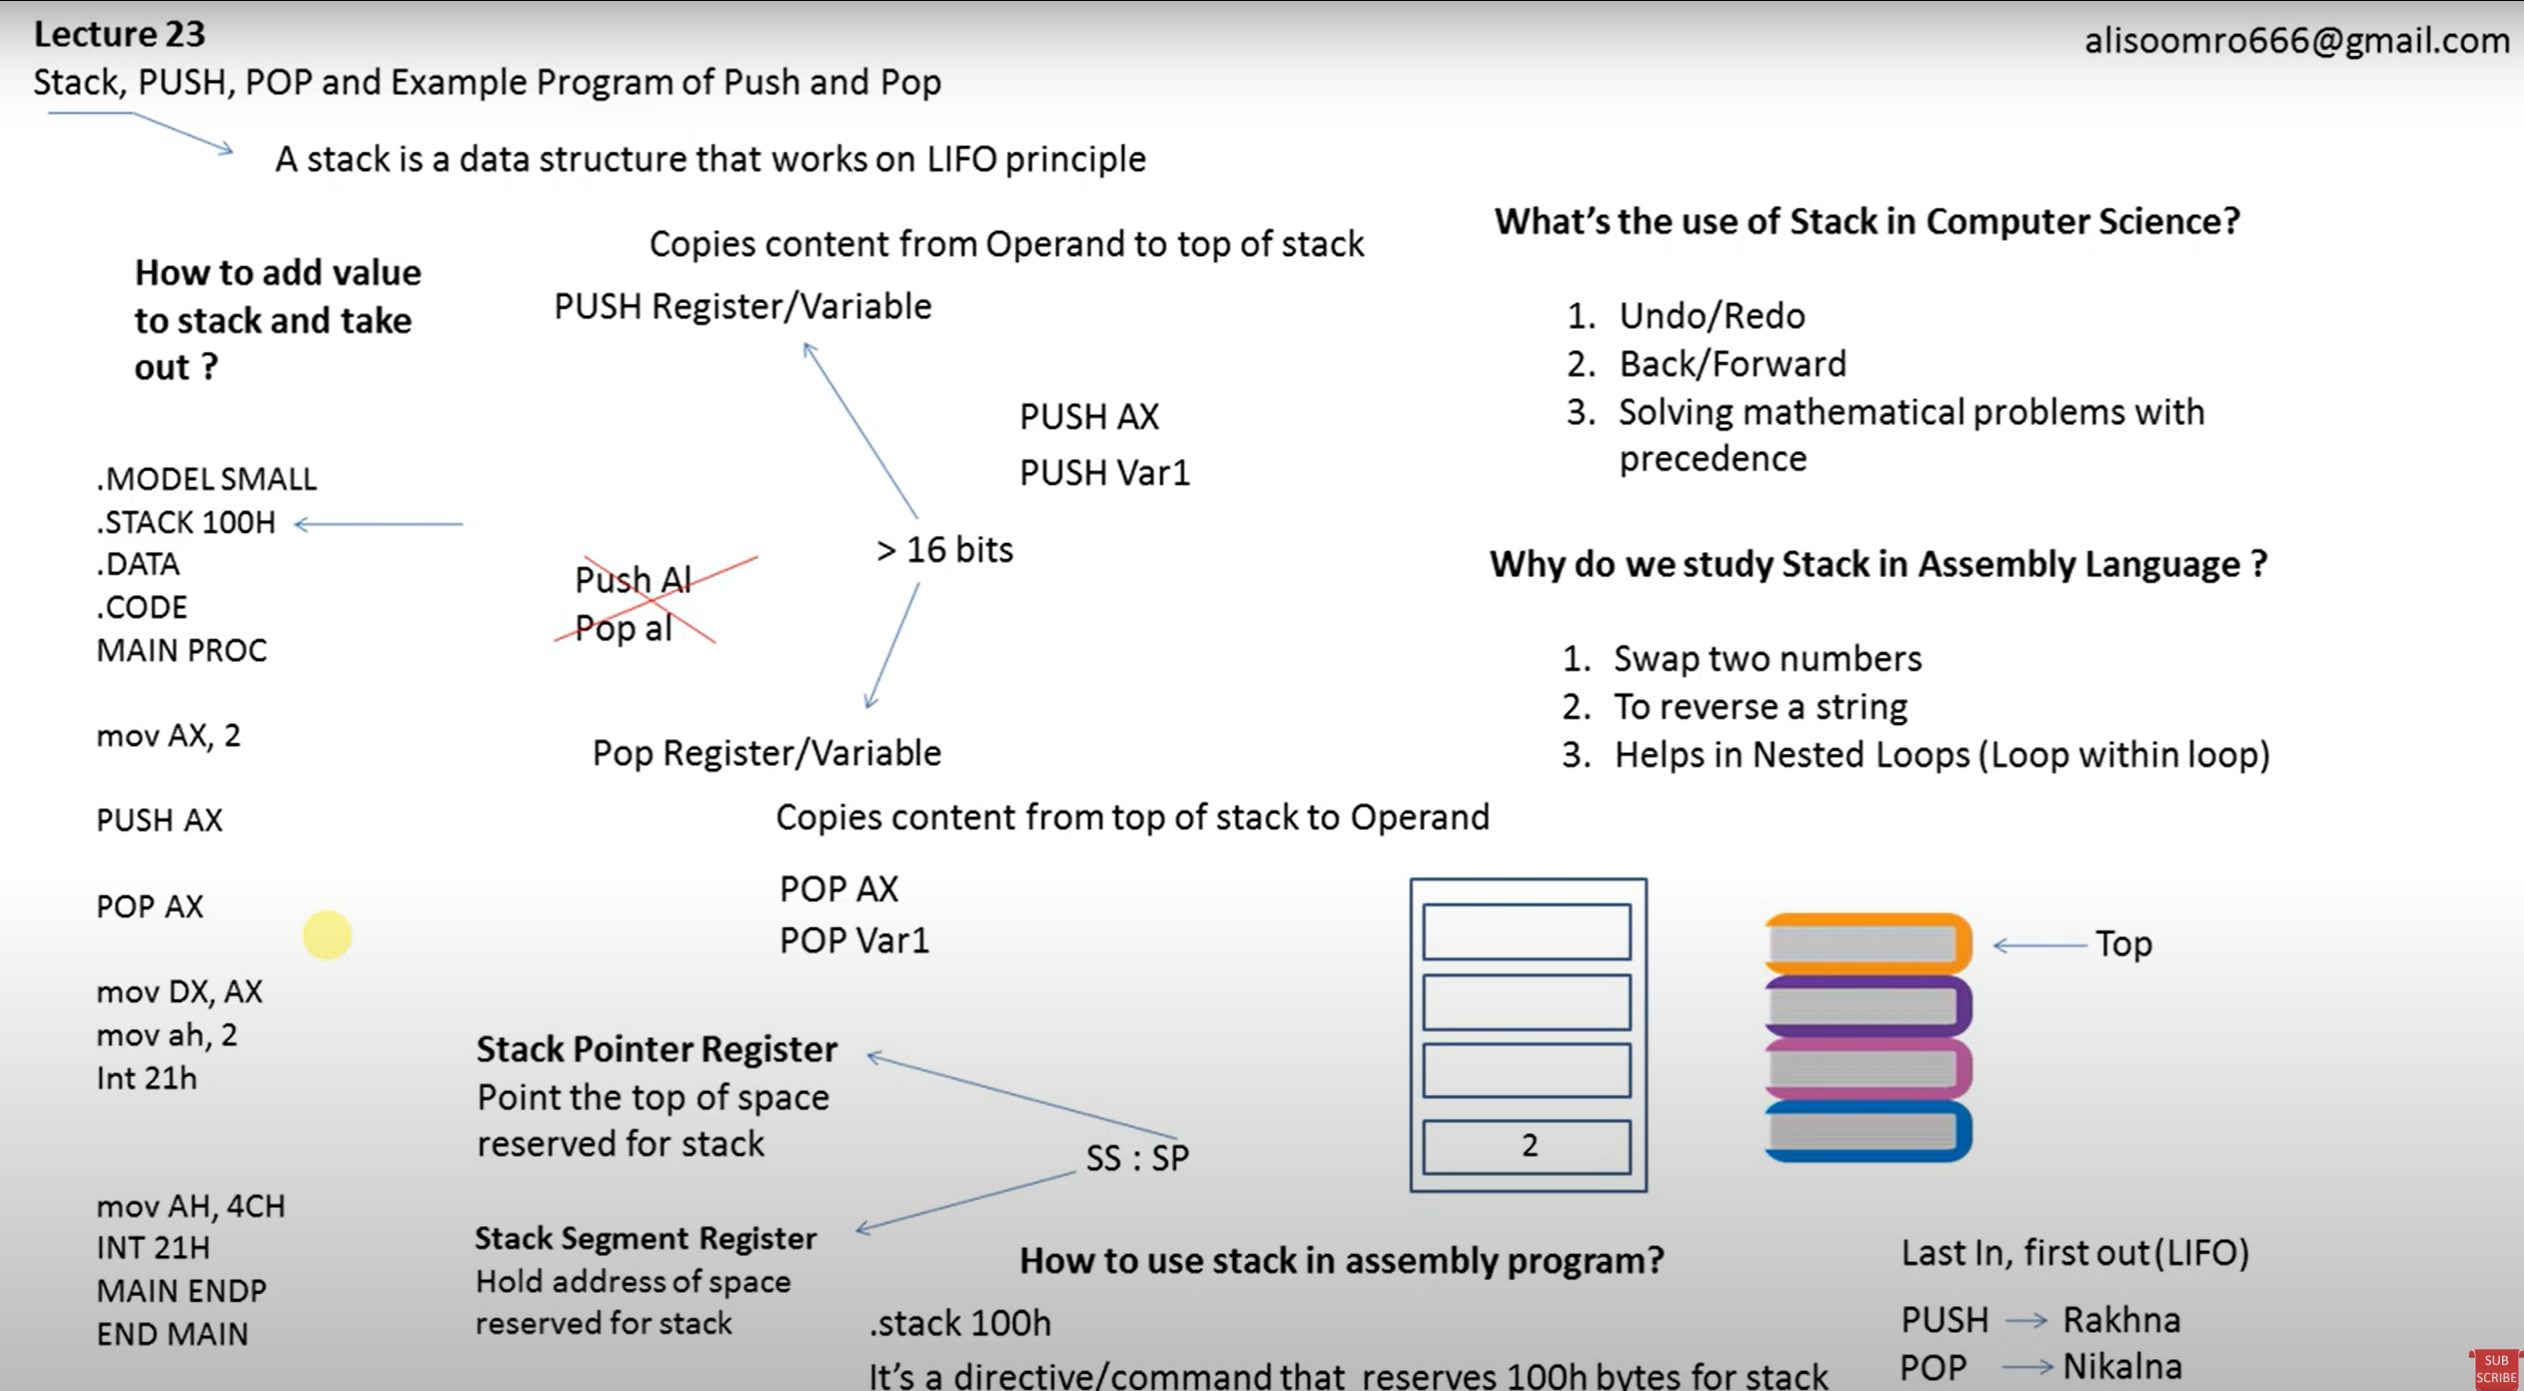 Lecture 23
alisoomro666@gmail.com
Stack, PUSH, POP and Example Program of Push and Pop
A stack is a data structure that works on LIFO principle
How to add value
to stack and take
out ?
Copies content from Operand to top of stack
PUSH Register/Variable
PUSH AX
PUSH Var1
> 16 bits
Push Al
Pop al
Pop Register/Variable
Copies content from top of stack to Operand
POP AX
POP Var1
What's the use of Stack in Computer Science?
1. Undo/Redo
2. Back/Forward
3. Solving mathematical problems with
precedence
Why do we study Stack in Assembly Language ?
1. Swap two numbers
2. To reverse a string
3. Helps in Nested Loops (Loop within loop)
.MODEL SMALL
.STACK 100H
.DATA
.CODE
MAIN PROC
mov AX, 2
PUSH AX
POP AX
mov DX, AX
mov ah, 2
Int 21h
mov AH, 4CH
INT 21H
MAIN ENDP
END MAIN
Stack Pointer Register
Point the top of space
reserved for stack
SS : SP
Stack Segment Register
Hold address of space
reserved for stack
2
Top
How to use stack in assembly program?
.stack 100h
It's a directive/command that reserves 100h bytes for stack
Last In, first out(LIFO)
PUSH → Rakhna
POP → Nikalna
SUB
SCRIBE